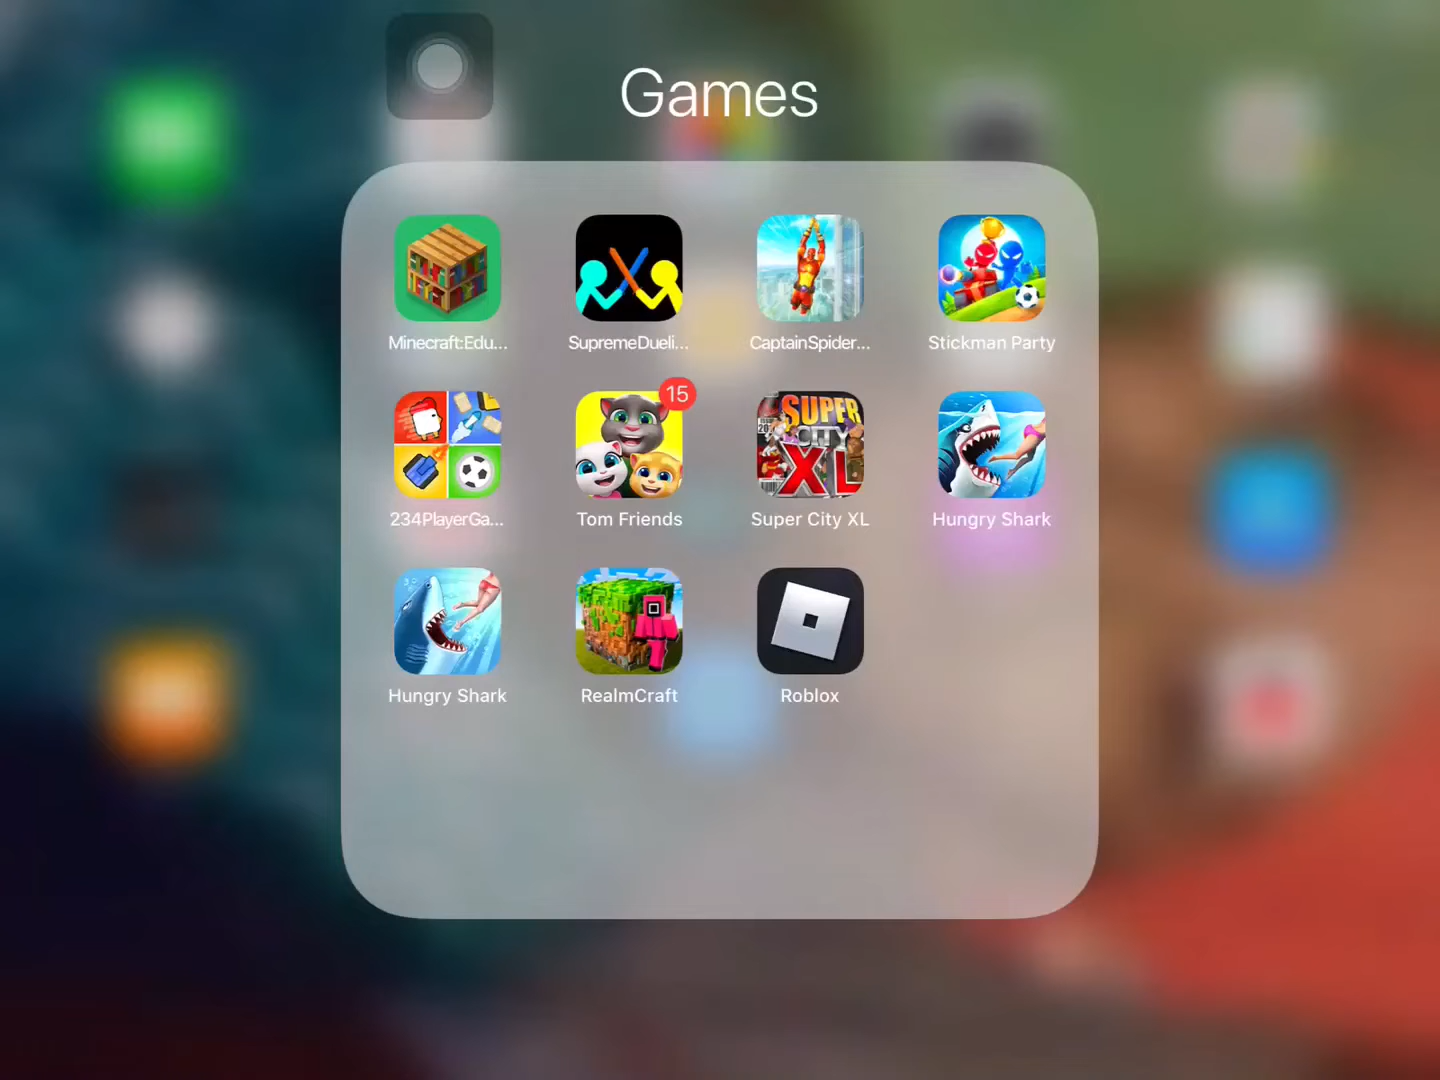 Games
Minecraft:Edu...
SupremeDueli...
CaptainSpider...
Stickman Party
234PlayerGa...
15
Tom Friends
SUPER
CITY
XL
Super City XL
Hungry Shark
Hungry Shark
RealmCraft
Roblox